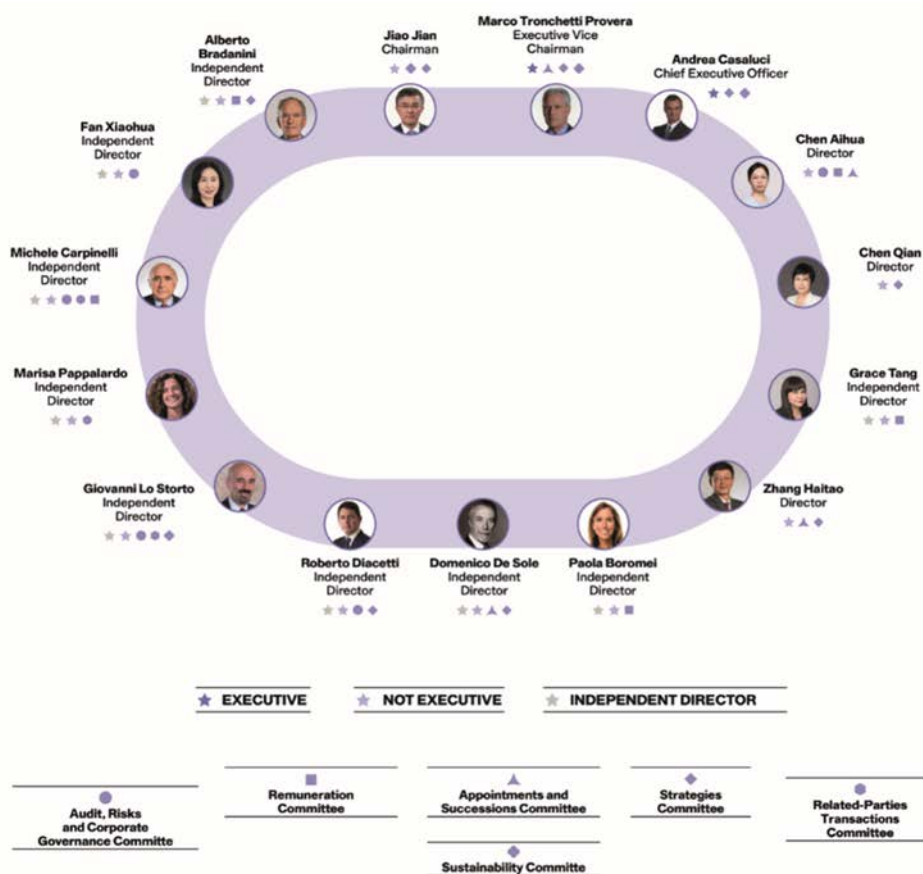 Marco Tronchetti Provera
Executive Vice
Chairman
Jiao Jian
Chairman
Alberto
Bradanini
Independent
Director
Andrea Casaluci
Chief Executive Officer
Fan Xiaohua
Independent
Director
Chen Aihua
Director
Michele Carpinelli
Independent
Director
Chen Qian
Director
Marisa Pappalardo
Independent
Director
Grace Tang
Independent
Director
Giovanni Lo Storto
Independent
Director
Zhang Haitao
Director
Roberto Diacetti
Independent
Director
Domenico De Sole
Independent
Director
Paola Boromei
Independent
Director
EXECUTIVE
NOT EXECUTIVE
INDEPENDENT DIRECTOR
Audit, Risks
and Corporate
Governance Committe
Remuneration
Committee
Appointments and
Successions Committee
Strategies
Committee
Related-Parties
Transactions
Committee
Sustainability Committe